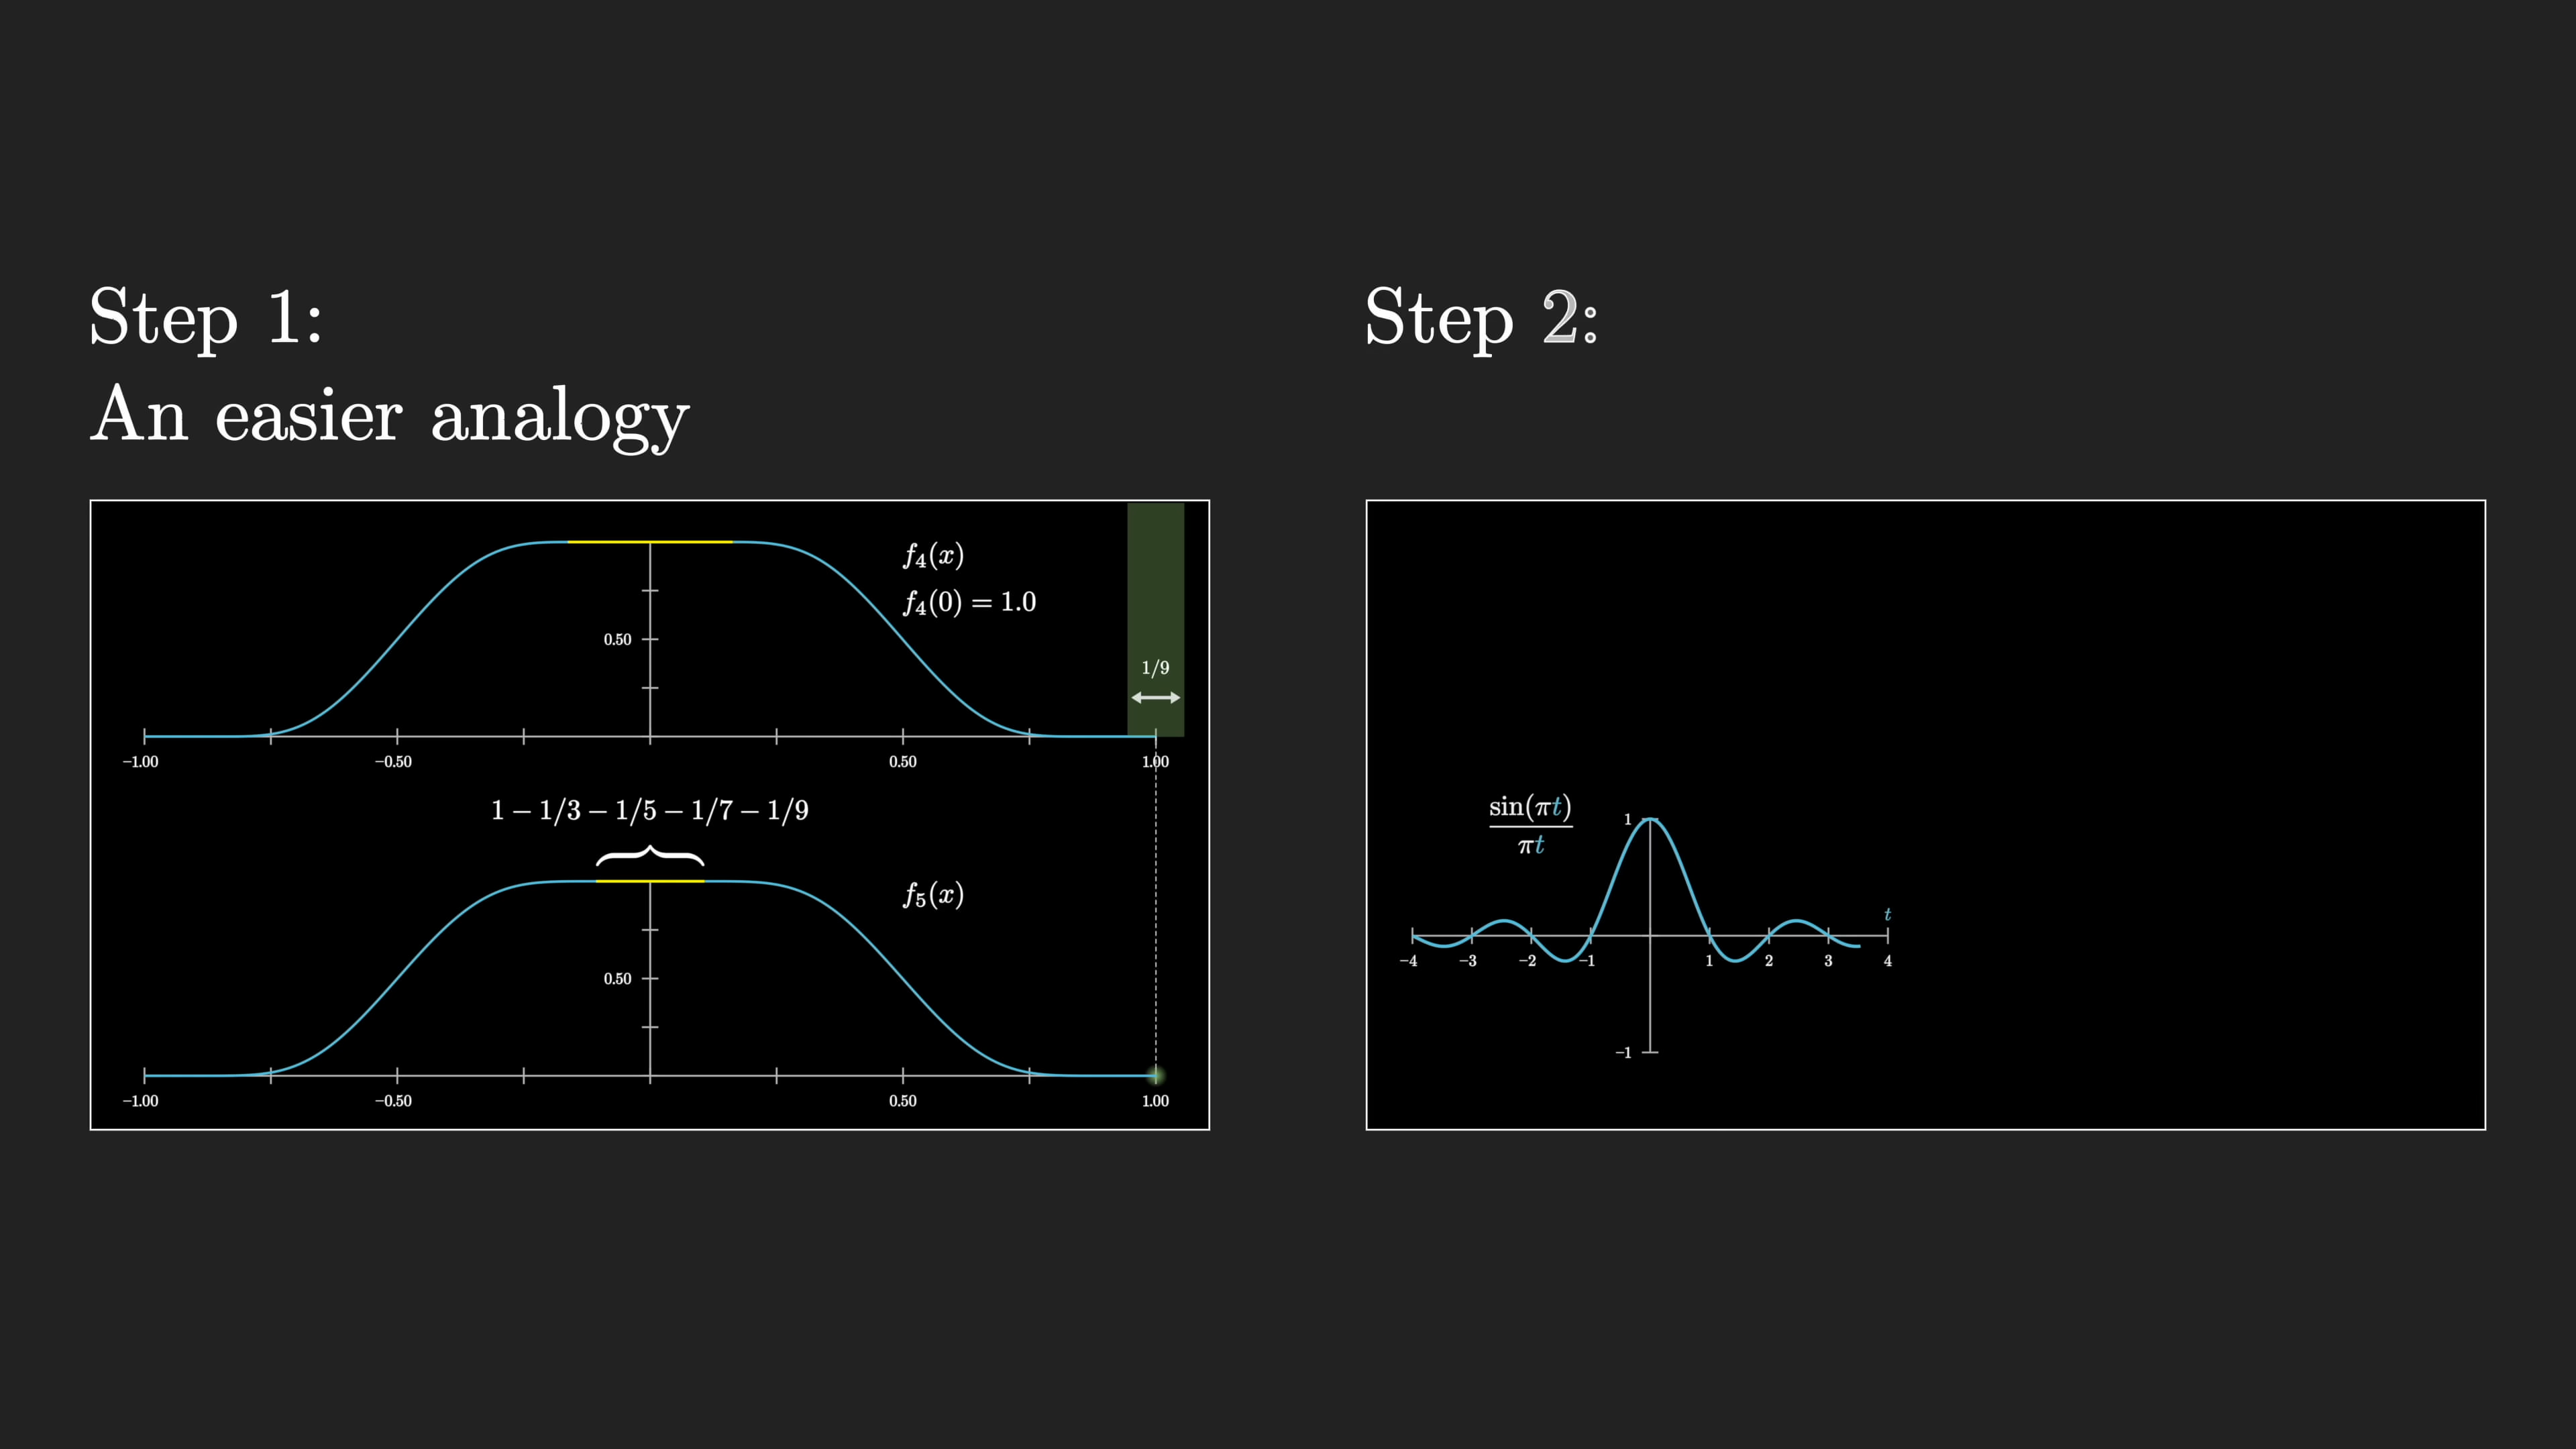 Step 1:
An easier analogy
f₄(x)
f₄(0) = 1.0
0.50
1/9
−1.00 −0.50 0.50 1.00
1 − 1/3 − 1/5 − 1/7 − 1/9
f₅(x)
0.50
−1.00 −0.50 0.50 1.00
Step 2:
sin(πt)
πt
1
t
−4 −3 −2 −1 1 2 3 4
−1